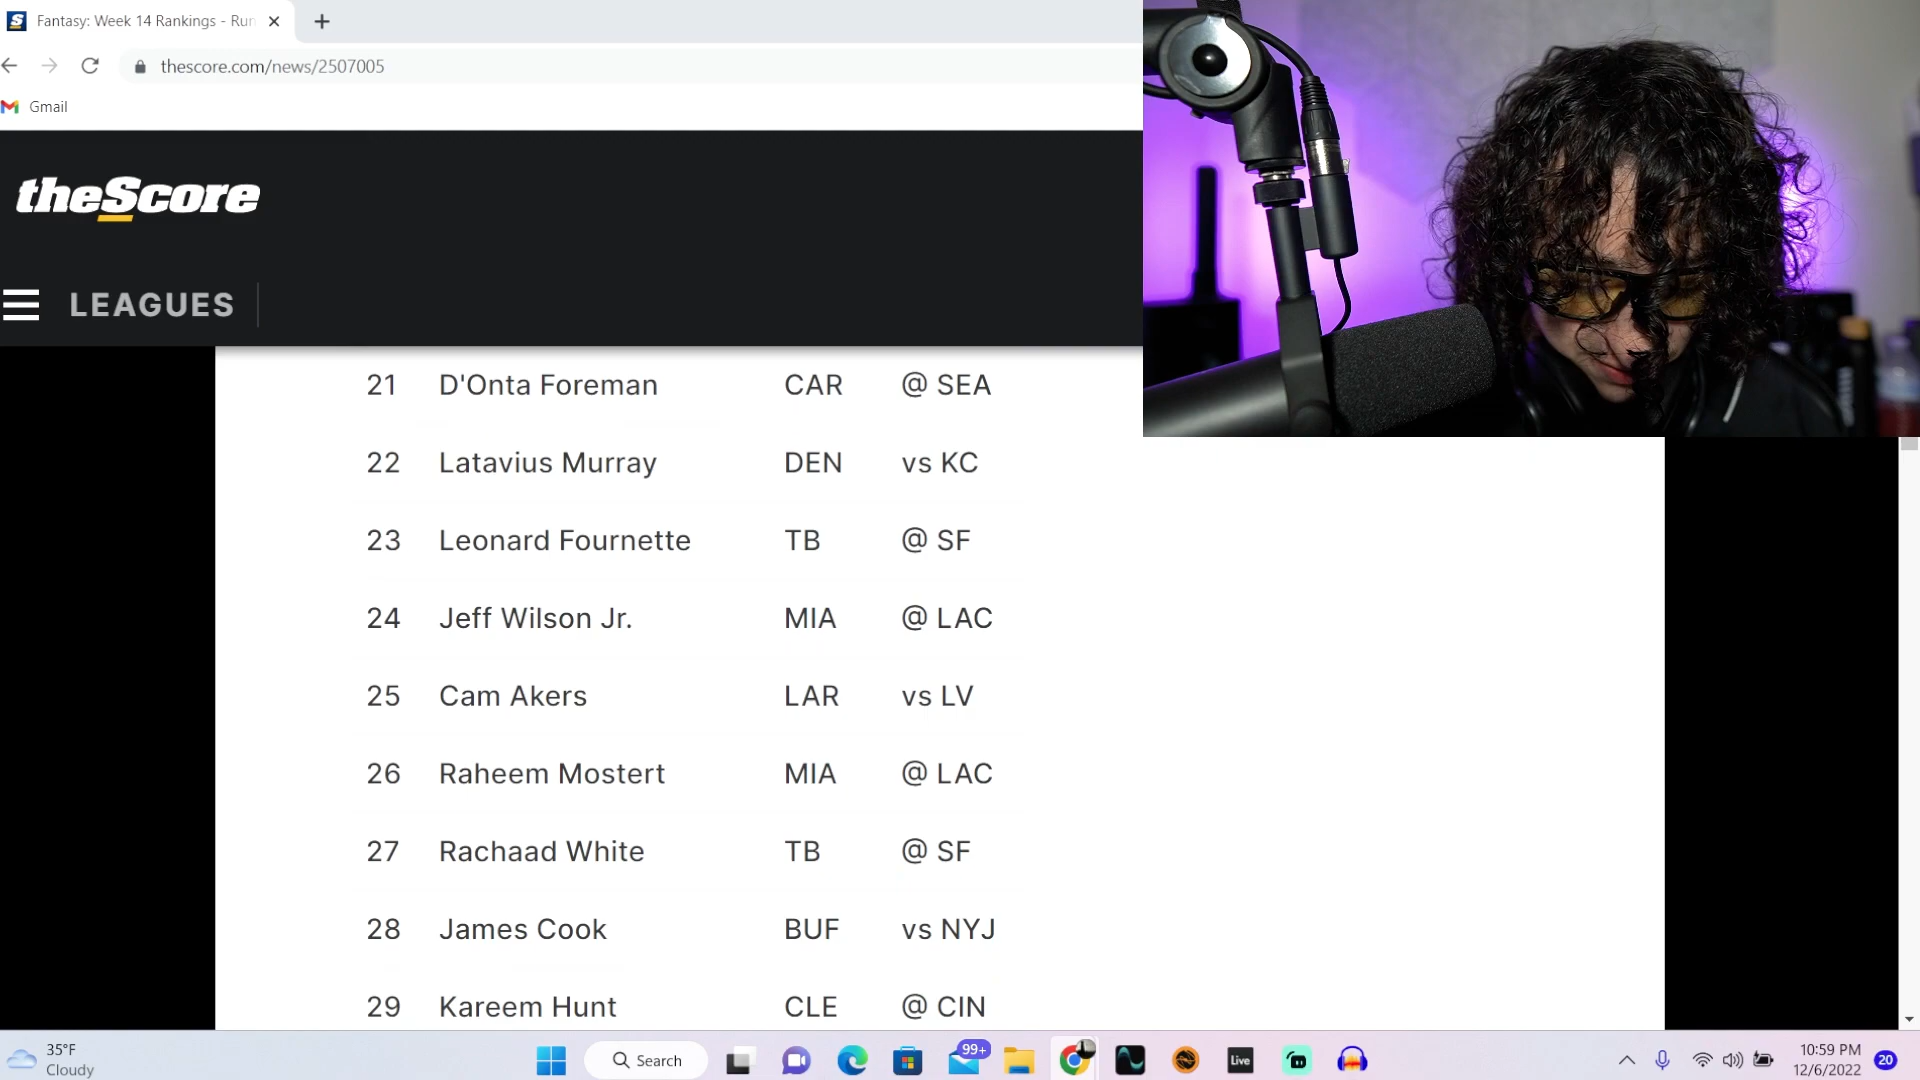 Fantasy: Week 14 Rankings - Run
thescore.com/news/2507005
Gmail
theScore
LEAGUES
21 D'Onta Foreman CAR @ SEA
22 Latavius Murray DEN vs KC
23 Leonard Fournette TB @ SF
24 Jeff Wilson Jr. MIA @ LAC
25 Cam Akers LAR vs LV
26 Raheem Mostert MIA @ LAC
27 Rachaad White TB @ SF
28 James Cook BUF vs NYJ
29 Kareem Hunt CLE @ CIN
35°F
Cloudy
Search
99+
Live
10:59 PM
12/6/2022
20